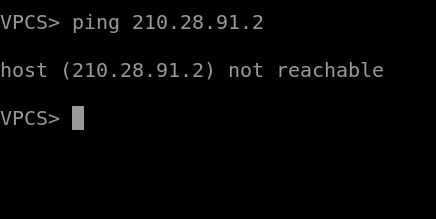 VPCS> ping 210.28.91.2
host (210.28.91.2) not reachable
VPCS>